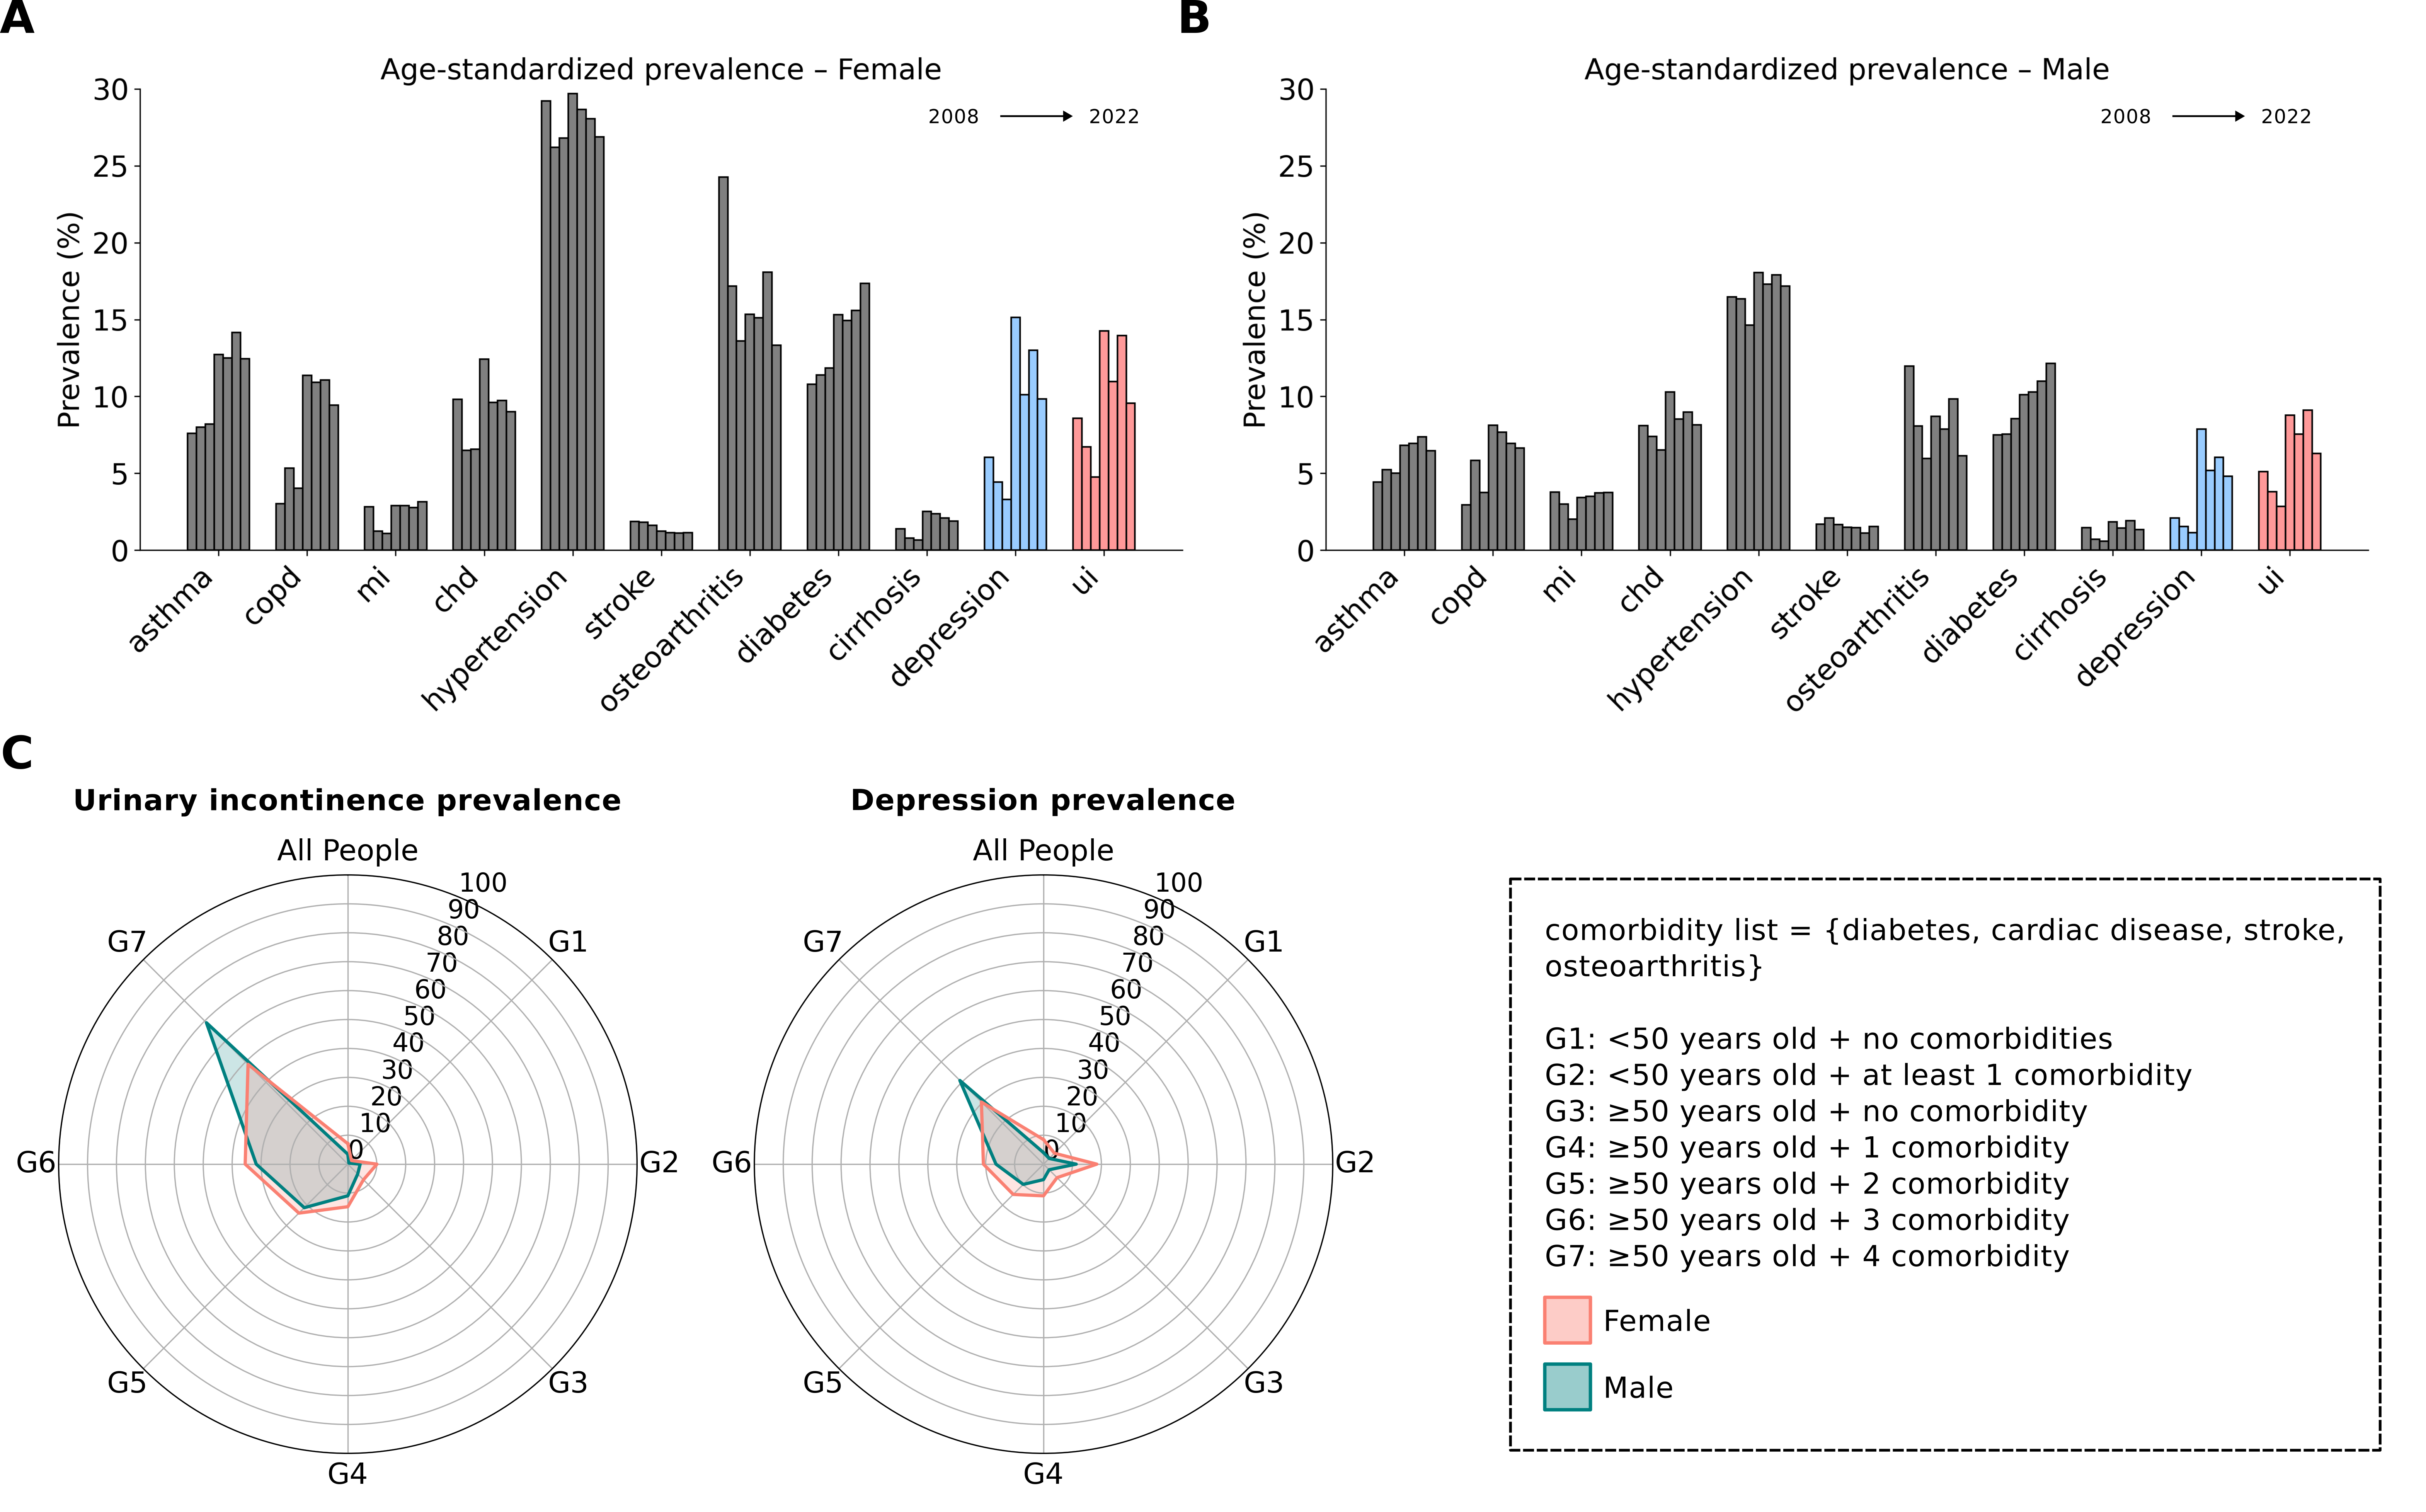 A
Age-standardized prevalence – Female
2008 2022
Prevalence (%)
30
25
20
15
10
5
0
asthma
copd
mi
chd
hypertension
stroke
osteoarthritis
diabetes
cirrhosis
depression
ui
B
Age-standardized prevalence – Male
2008 2022
Prevalence (%)
30
25
20
15
10
5
0
asthma
copd
mi
chd
hypertension
stroke
osteoarthritis
diabetes
cirrhosis
depression
ui
C
Urinary incontinence prevalence
All People
G1
G2
G3
G4
G5
G6
G7
100
90
80
70
60
50
40
30
20
10
0
Depression prevalence
All People
G1
G2
G3
G4
G5
G6
G7
100
90
80
70
60
50
40
30
20
10
0
comorbidity list = {diabetes, cardiac disease, stroke,
osteoarthritis}
G1: <50 years old + no comorbidities
G2: <50 years old + at least 1 comorbidity
G3: ≥50 years old + no comorbidity
G4: ≥50 years old + 1 comorbidity
G5: ≥50 years old + 2 comorbidity
G6: ≥50 years old + 3 comorbidity
G7: ≥50 years old + 4 comorbidity
Female
Male